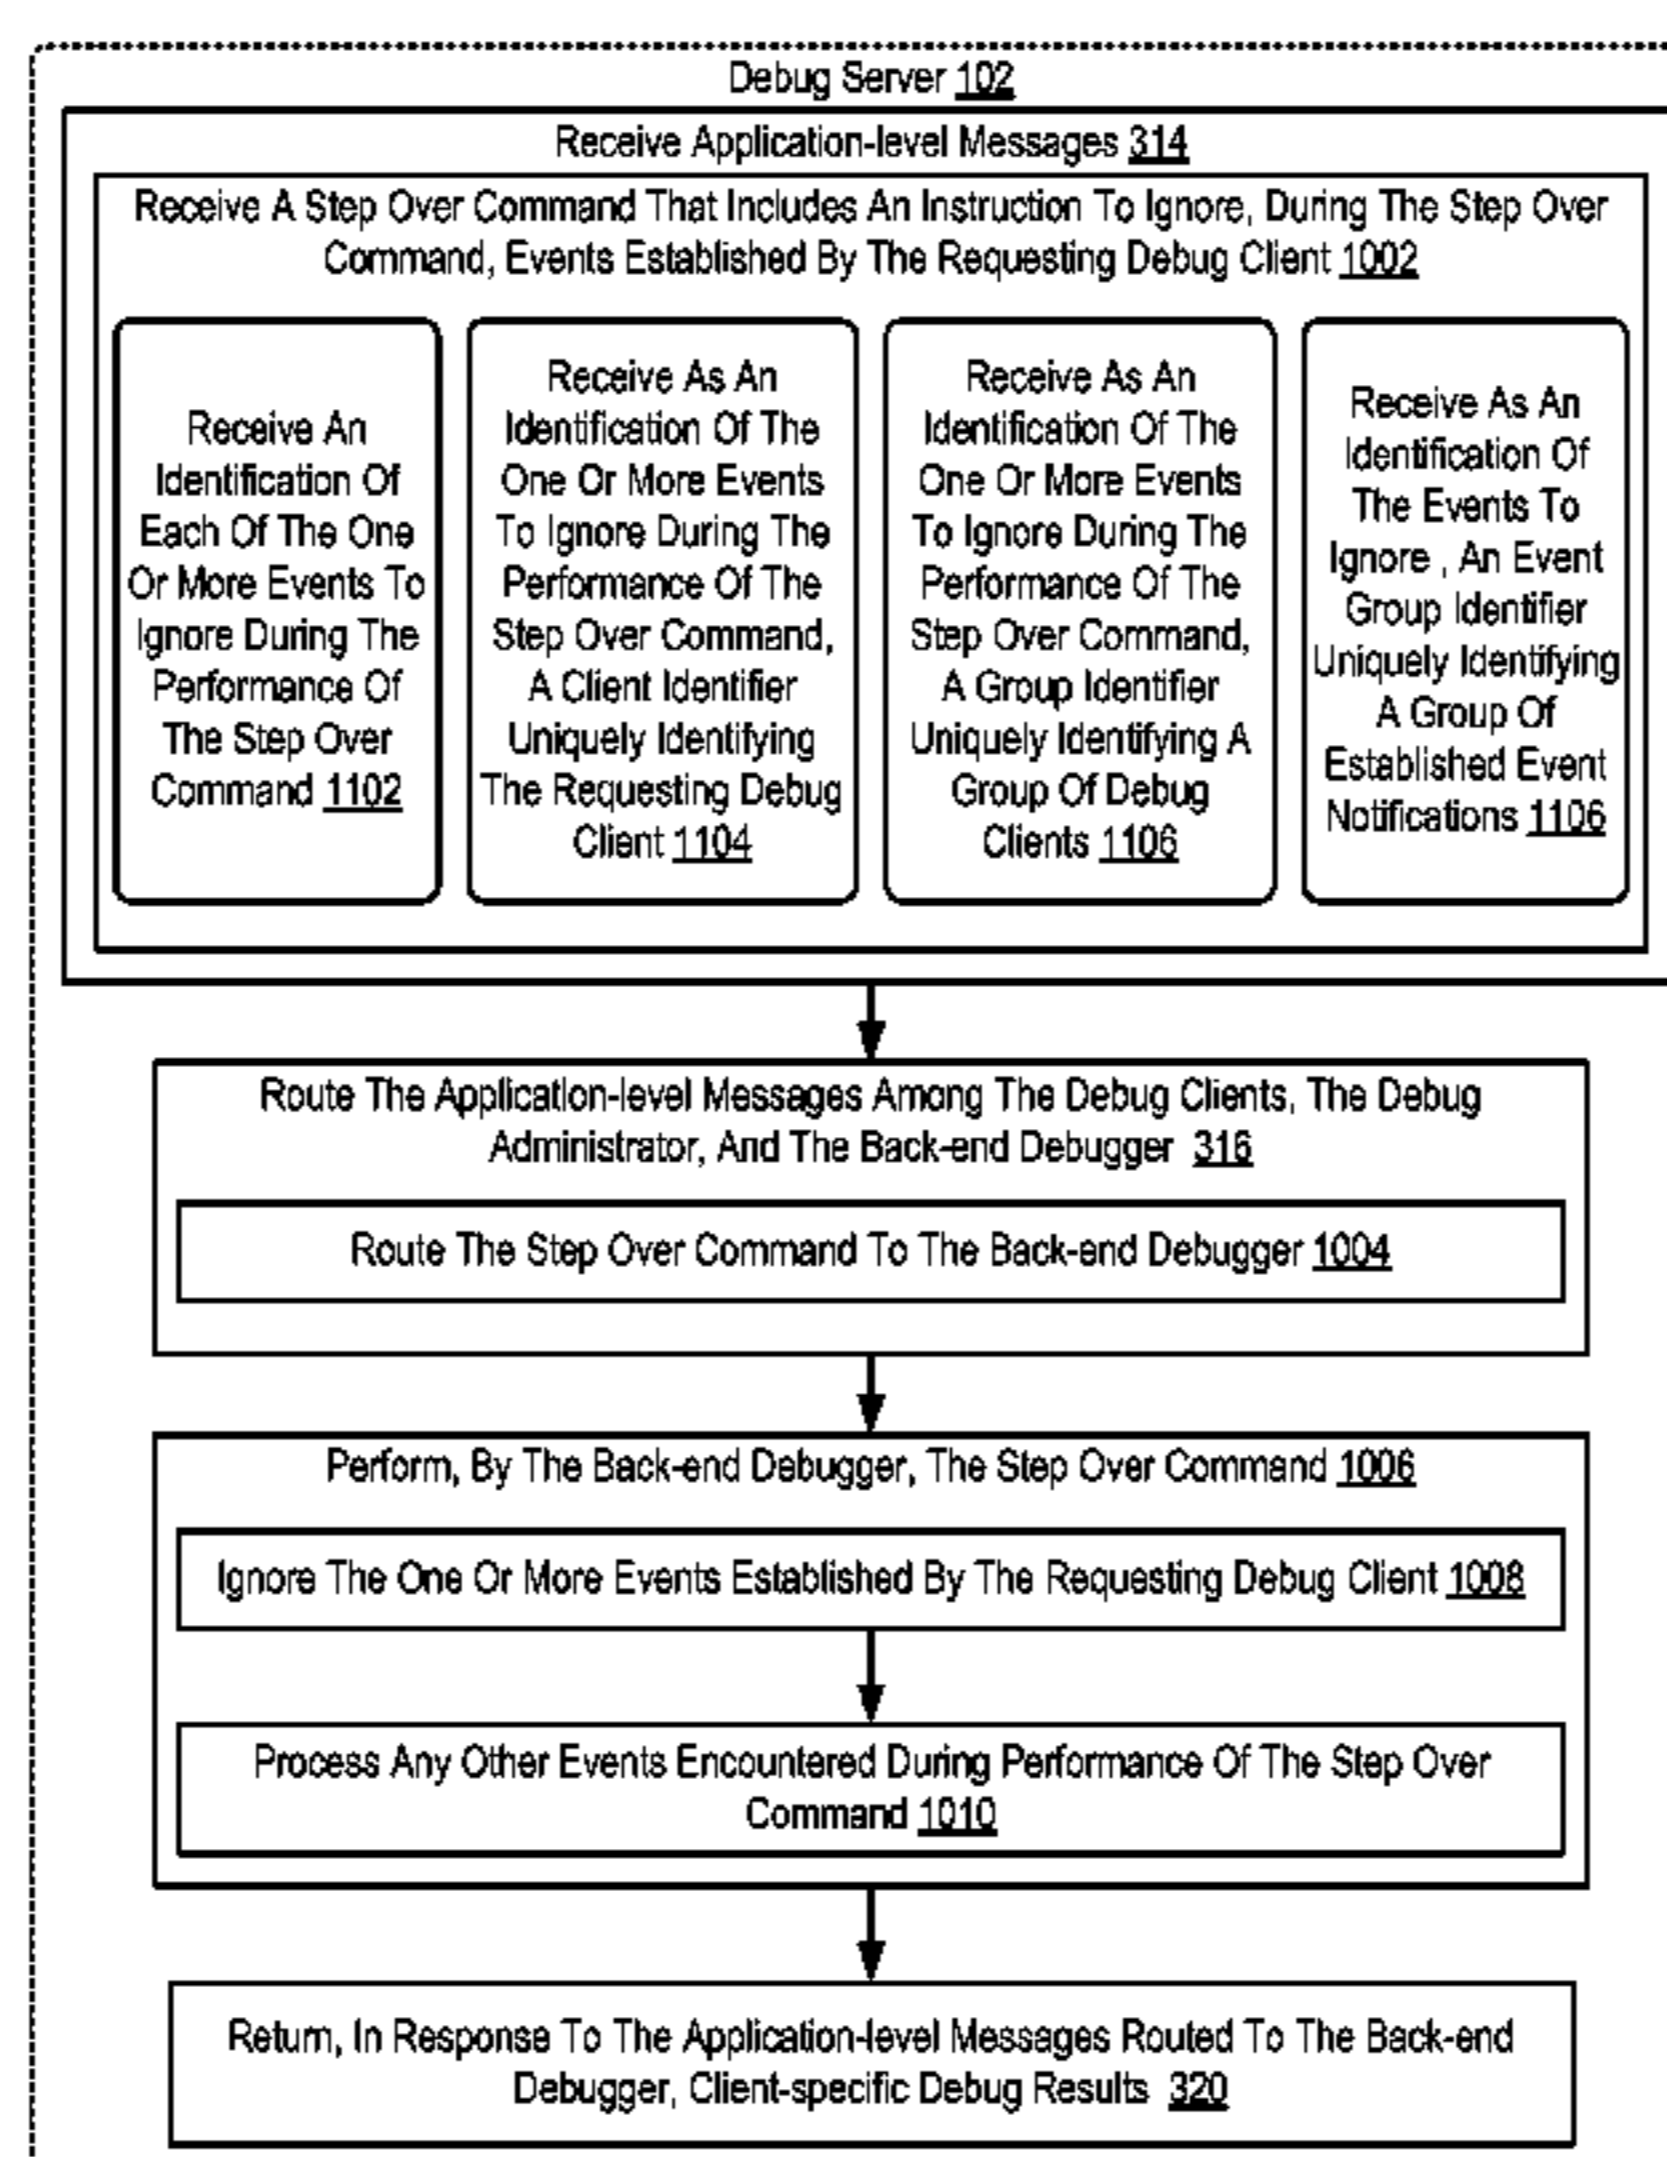 Debug Server 102
Receive Application-level Messages 314
Receive A Step Over Command That Includes An Instruction To Ignore, During The Step Over
Command, Events Established By The Requesting Debug Client 1002
Receive An
Identification Of
Each Of The One
Or More Events To
Ignore During The
Performance Of
The Step Over
Command 1102
Receive As An
Identification Of The
One Or More Events
To Ignore During The
Performance Of The
Step Over Command,
A Client Identifier
Uniquely Identifying
The Requesting Debug
Client 1104
Receive As An
Identification Of The
One Or More Events
To Ignore During The
Performance Of The
Step Over Command,
A Group Identifier
Uniquely Identifying A
Group Of Debug
Clients 1106
Receive As An
Identification Of
The Events To
Ignore , An Event
Group Identifier
Uniquely Identifying
A Group Of
Established Event
Notifications 1106
Route The Application-level Messages Among The Debug Clients, The Debug
Administrator, And The Back-end Debugger 316
Route The Step Over Command To The Back-end Debugger 1004
Perform, By The Back-end Debugger, The Step Over Command 1006
Ignore The One Or More Events Established By The Requesting Debug Client 1008
Process Any Other Events Encountered During Performance Of The Step Over
Command 1010
Return, In Response To The Application-level Messages Routed To The Back-end
Debugger, Client-specific Debug Results 320